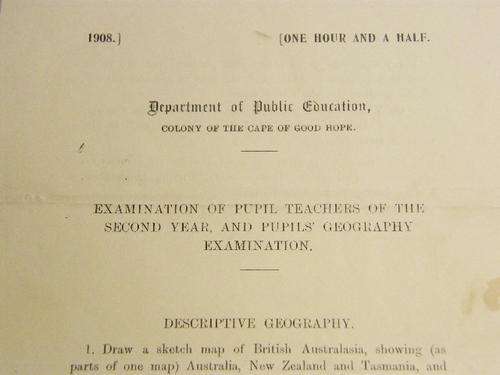 1908.]
[ONE HOUR AND A HALF.
Department of Public Education,
COLONY OF THE CAPE OF GOOD HOPE.
EXAMINATION OF PUPIL TEACHERS OF THE
SECOND YEAR, AND PUPILS' GEOGRAPHY
EXAMINATION.
DESCRIPTIVE GEOGRAPHY.
1. Draw a sketch map of British Australasia, showing (as
parts of one map) Australia, New Zealand and Tasmania, and